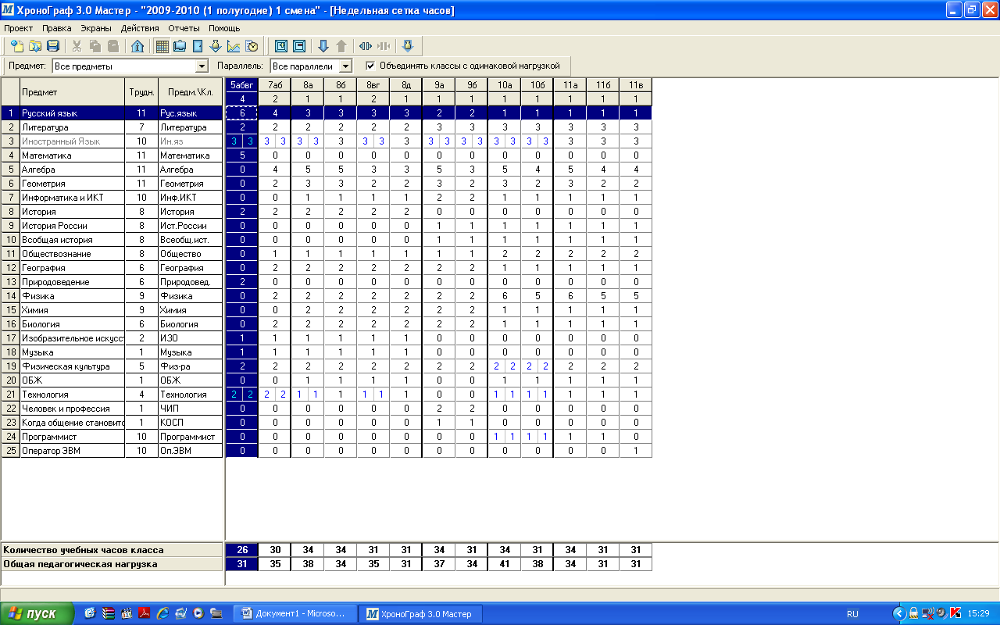 ХроноГраф 3.0 Мастер - "2009-2010 (1 полугодие) 1 смена" - [Недельная сетка часов]
Проект Правка Экраны Действия Отчеты Помощь
Предмет: Все предметы Параллель: Все параллели Объединять классы с одинаковой нагрузкой
Предмет Трудн. Предм.\Кл. 5абвг 7аб 8а 8б 8вг 8д 9а 9б 10а 10б 11а 11б 11в
4 2 1 1 2 1 1 1 1 1 1 1 1
1 Русский язык 11 Рус.язык 6 4 3 3 3 3 2 2 1 1 1 1 1
2 Литература 7 Литература 2 2 2 2 2 2 3 3 3 3 3 3 3
3 Иностранный Язык 10 Ин.яз 3 3 3 3 3 3 3 3 3 3 3 3 3 3 3 3 3 3 3 3 3
4 Математика 11 Математика 5 0 0 0 0 0 0 0 0 0 0 0 0
5 Алгебра 11 Алгебра 0 4 5 5 3 3 5 3 5 4 5 4 4
6 Геометрия 11 Геометрия 0 2 3 3 2 2 3 2 3 2 3 2 2
7 Информатика и ИКТ 10 Инф.ИКТ 0 0 1 1 1 1 2 2 1 1 1 1 1
8 История 8 История 2 2 2 2 2 2 0 0 0 0 0 0 0
9 История России 8 Ист.России 0 0 0 0 0 0 1 1 1 1 1 1 1
10 Всобщая история 8 Всеобщ.ист. 0 0 0 0 0 0 1 1 1 1 1 1 1
11 Обществознание 8 Общество 0 1 1 1 1 1 1 1 2 2 2 2 2
12 География 6 География 0 2 2 2 2 2 2 2 1 1 1 1 1
13 Природоведение 6 Природовед. 2 0 0 0 0 0 0 0 0 0 0 0 0
14 Физика 9 Физика 0 2 2 2 2 2 2 2 6 5 6 5 5
15 Химия 9 Химия 0 0 2 2 2 2 2 2 1 1 1 1 1
16 Биология 6 Биология 0 2 2 2 2 2 2 2 1 1 1 1 1
17 Изобразительное искусст 2 ИЗО 1 1 1 1 1 1 0 0 0 0 0 0 0
18 Музыка 1 Музыка 1 1 1 1 1 1 0 0 0 0 0 0 0
19 Физическая культура 5 Физ-ра 2 2 2 2 2 2 2 2 2 2 2 2 2 2 2
20 ОБЖ 1 ОБЖ 0 0 1 1 1 1 0 0 1 1 1 1 1
21 Технология 4 Технология 2 2 2 2 1 1 1 1 1 1 0 0 1 1 1 1 1 1 1
22 Человек и профессия 1 ЧИП 0 0 0 0 0 0 2 2 0 0 0 0 0
23 Когда общение становитс 1 КОСП 0 0 0 0 0 0 1 1 0 0 0 0 0
24 Программист 10 Программист 0 0 0 0 0 0 0 0 1 1 1 1 1 1 0
25 Оператор ЭВМ 10 Оп.ЭВМ 0 0 0 0 0 0 0 0 0 0 0 0 1
Количество учебных часов класса 26 30 34 34 31 31 34 31 34 31 34 31 31
Общая педагогическая нагрузка 31 35 38 34 35 31 37 34 41 38 34 31 31
пуск Документ1 - Microso... ХроноГраф 3.0 Мастер RU 15:29